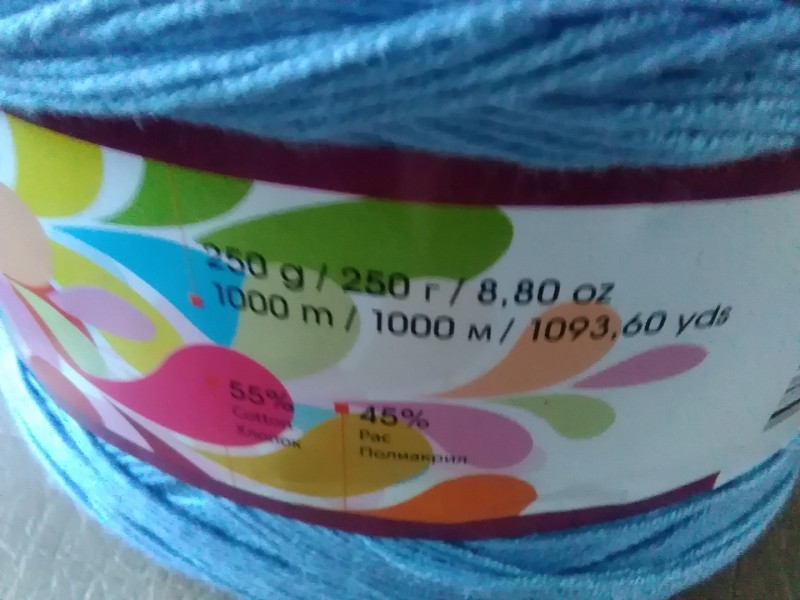 250 g / 250 г / 8,80 oz
1000 m / 1000 м / 1093,60 yds
55%
Cotton
Хлопок
45%
Pac
Полиакрил